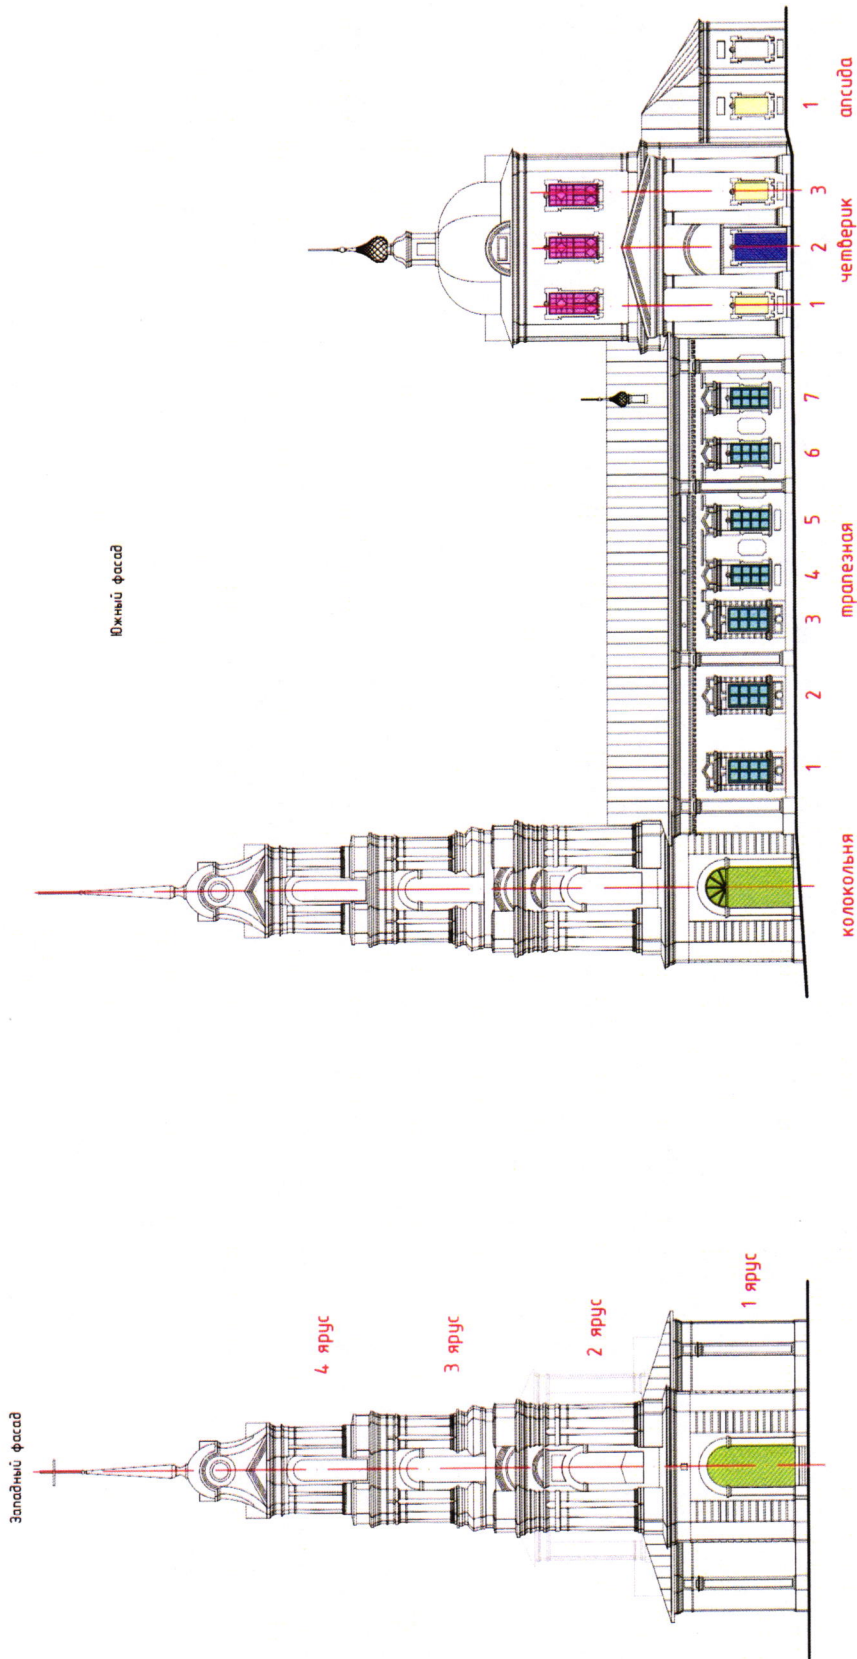 Западный фасад
4 ярус
3 ярус
2 ярус
1 ярус
Южный фасад
1 2 3 4 5 6 7 1 2 3 1
колокольня трапезная четверик апсида